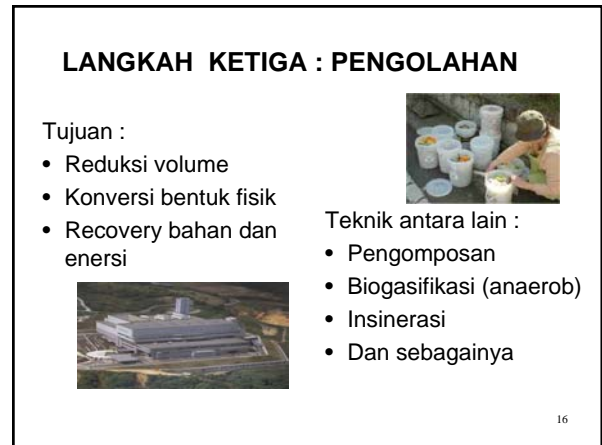 LANGKAH KETIGA : PENGOLAHAN
Tujuan :
• Reduksi volume
• Konversi bentuk fisik
• Recovery bahan dan
enersi
Teknik antara lain :
• Pengomposan
• Biogasifikasi (anaerob)
• Insinerasi
• Dan sebagainya
16